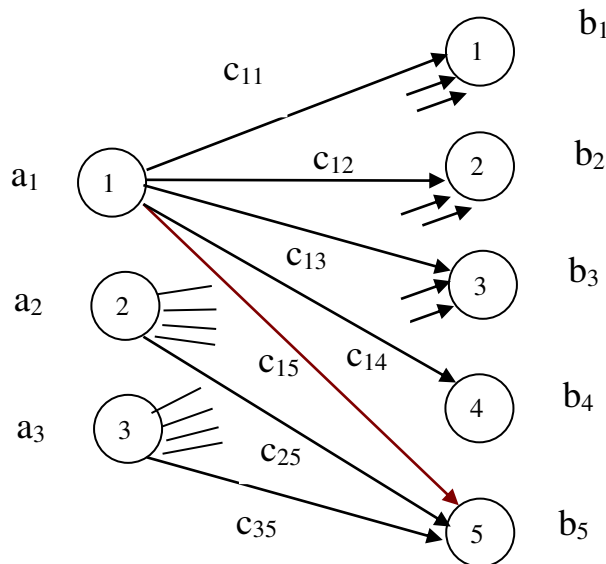 b₁
1
c₁₁
c₁₂
2
b₂
a₁
1
c₁₃
3
b₃
a₂
2
c₁₅
c₁₄
4
b₄
a₃
3
c₂₅
c₃₅
5
b₅